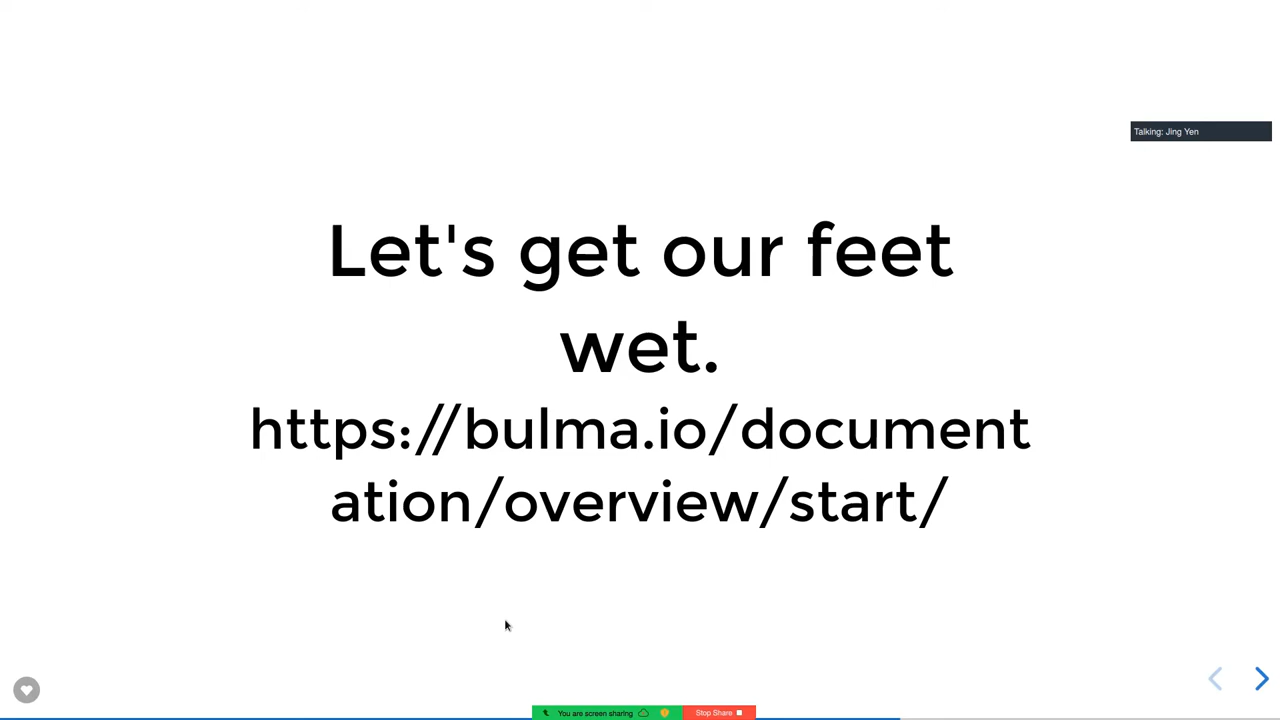 Talking: Jing Yen
Let's get our feet
wet.
https://bulma.io/document
ation/overview/start/
You are screen sharing
Stop Share